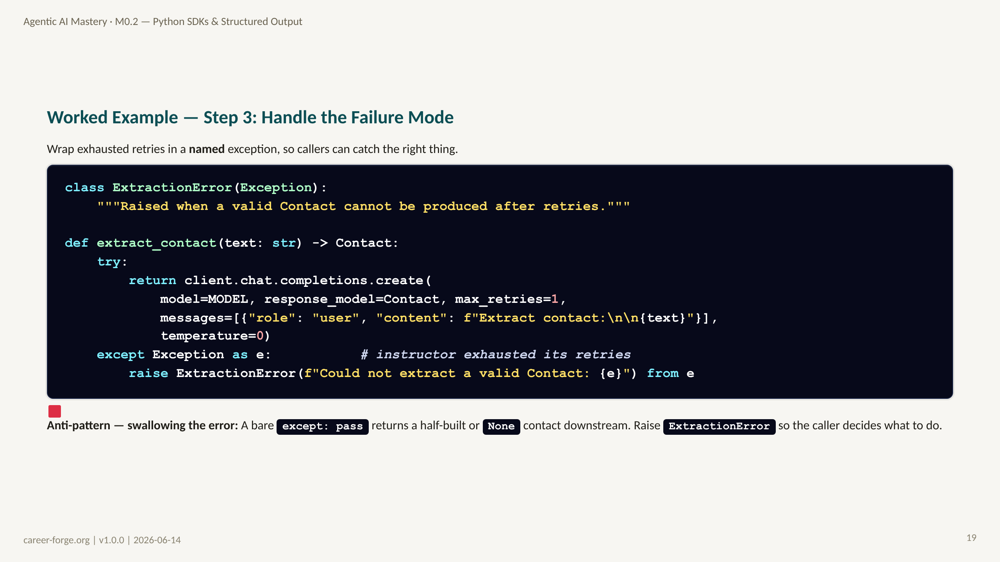 Agentic AI Mastery · M0.2 — Python SDKs & Structured Output
Worked Example — Step 3: Handle the Failure Mode
Wrap exhausted retries in a named exception, so callers can catch the right thing.
class ExtractionError(Exception):
    """Raised when a valid Contact cannot be produced after retries."""
def extract_contact(text: str) -> Contact:
    try:
        return client.chat.completions.create(
            model=MODEL, response_model=Contact, max_retries=1,
            messages=[{"role": "user", "content": f"Extract contact:\n\n{text}"}],
            temperature=0)
    except Exception as e:           # instructor exhausted its retries
        raise ExtractionError(f"Could not extract a valid Contact: {e}") from e
Anti-pattern — swallowing the error: A bare except: pass returns a half-built or None contact downstream. Raise ExtractionError so the caller decides what to do.
career-forge.org | v1.0.0 | 2026-06-14
19